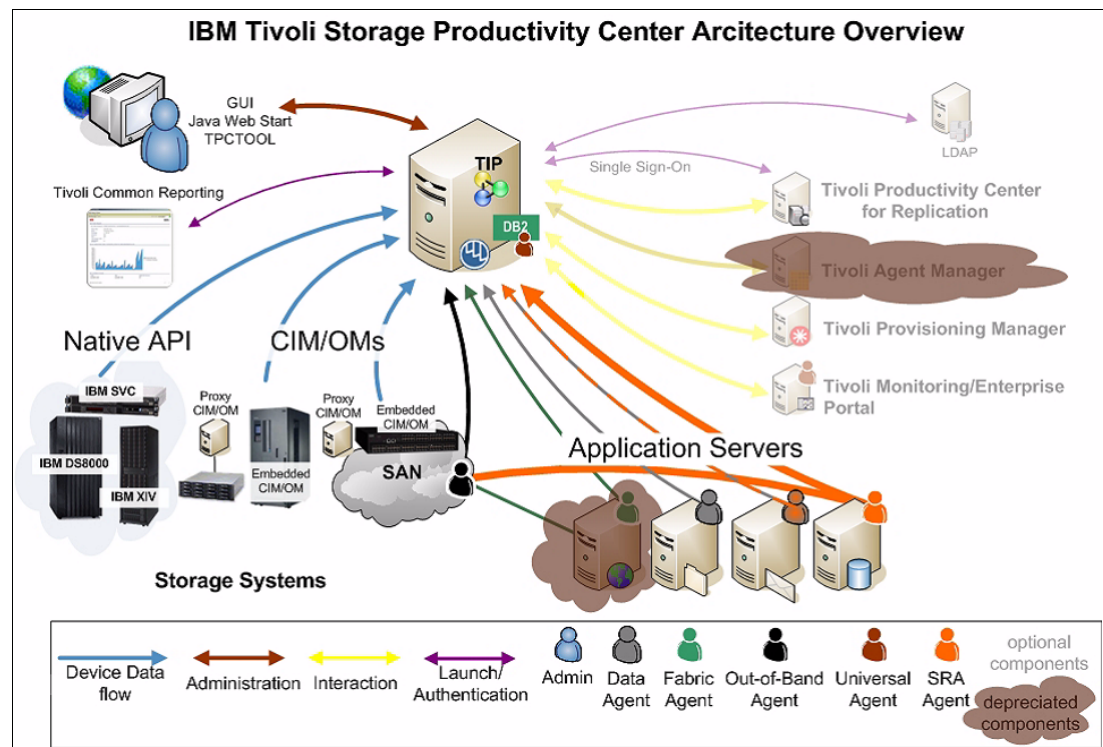 IBM Tivoli Storage Productivity Center Arcitecture Overview
GUI
Java Web Start
TPCTOOL
TIP
DB2
LDAP
Single Sign-On
Tivoli Common Reporting
Tivoli Productivity Center
for Replication
Tivoli Agent Manager
Tivoli Provisioning Manager
Tivoli Monitoring/Enterprise
Portal
Native API
CIM/OMs
IBM SVC
IBM DS8000
IBM XIV
Proxy
CIM/OM
Embedded
CIM/OM
Proxy
CIM/OM
Embedded
CIM/OM
SAN
Application Servers
Storage Systems
Device Data
flow
Administration
Interaction
Launch/
Authentication
Admin
Data
Agent
Fabric
Agent
Out-of-Band
Agent
Universal
Agent
SRA
Agent
optional
components
depreciated
components